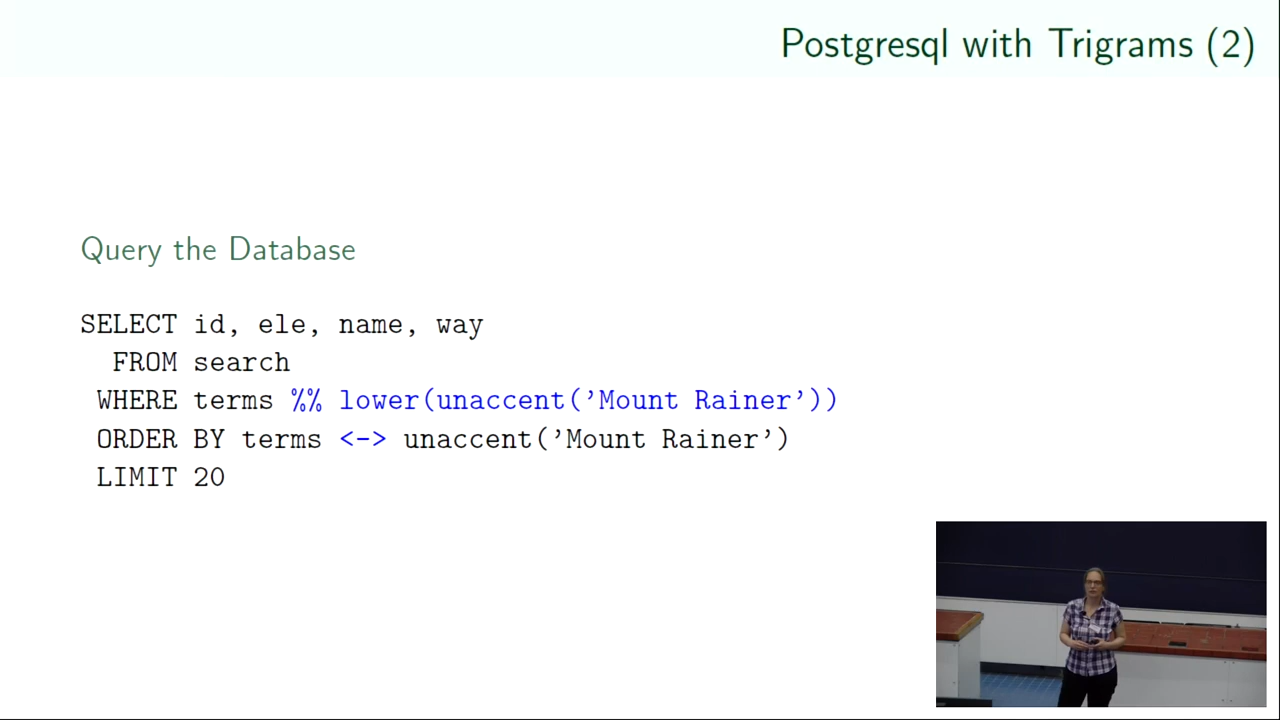 Postgresql with Trigrams (2)
Query the Database
SELECT id, ele, name, way
FROM search
WHERE terms %% lower(unaccent('Mount Rainer'))
ORDER BY terms <-> unaccent('Mount Rainer')
LIMIT 20